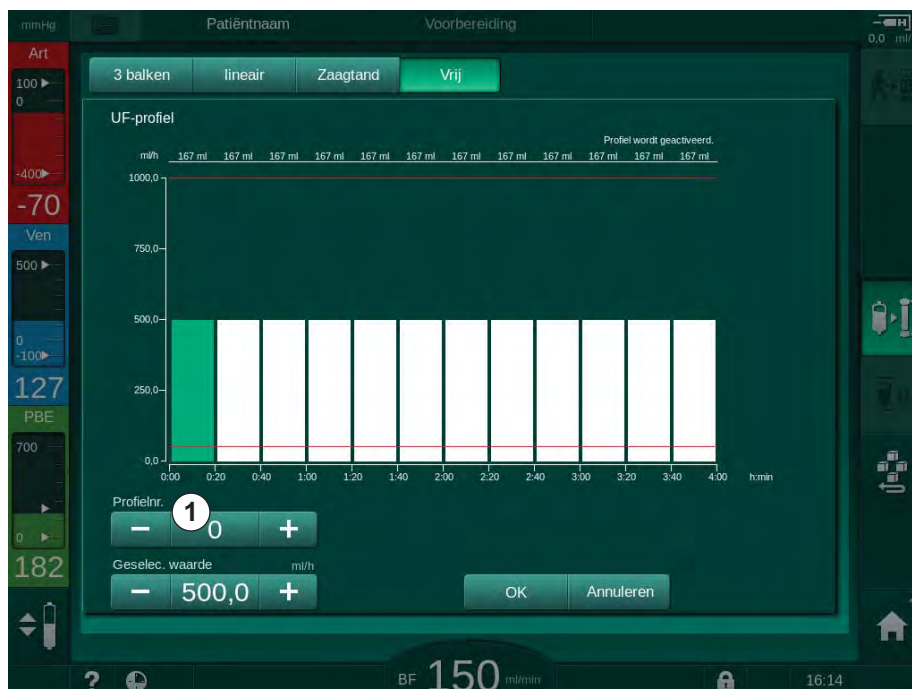 mmHg Patiëntnaam Voorbereiding
0,0 ml/
H
Art
100
0
-400
-70
Ven
500
0
-100
127
PBE
700
0
182
3 balken lineair Zaagtand Vrij
UF-profiel
Profiel wordt geactiveerd.
ml/h 167 ml 167 ml 167 ml 167 ml 167 ml 167 ml 167 ml 167 ml 167 ml 167 ml 167 ml 167 ml
1000,0
750,0
500,0
250,0
0,0
0:00 0:20 0:40 1:00 1:20 1:40 2:00 2:20 2:40 3:00 3:20 3:40 4:00 h:min
Profielnr.
1
− 0 +
Geselec. waarde ml/h
− 500,0 +
OK Annuleren
? BF 150 ml/min 16:14